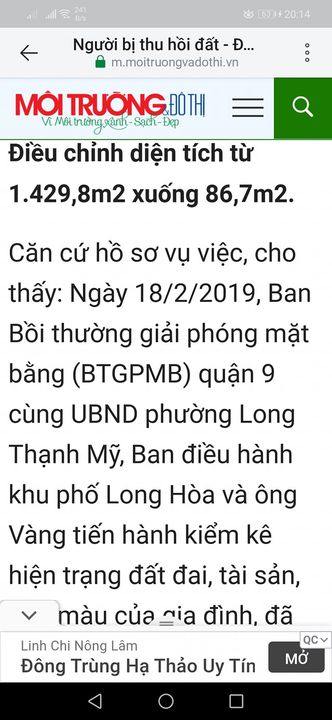 241 B/s 63 20:14
Người bị thu hồi đất - Đ...
m.moitruongvadothi.vn
MÔI TRƯỜNG & ĐÔ THỊ
Vì Môi trường xanh - Sạch - Đẹp
Điều chỉnh diện tích từ
1.429,8m2 xuống 86,7m2.
Căn cứ hồ sơ vụ việc, cho
thấy: Ngày 18/2/2019, Ban
Bồi thường giải phóng mặt
bằng (BTGPMB) quận 9
cùng UBND phường Long
Thạnh Mỹ, Ban điều hành
khu phố Long Hòa và ông
Vàng tiến hành kiểm kê
hiện trạng đất đai, tài sản,
màu của gia đình, đã
QC
Linh Chi Nông Lâm
Đông Trùng Hạ Thảo Uy Tín
MỞ